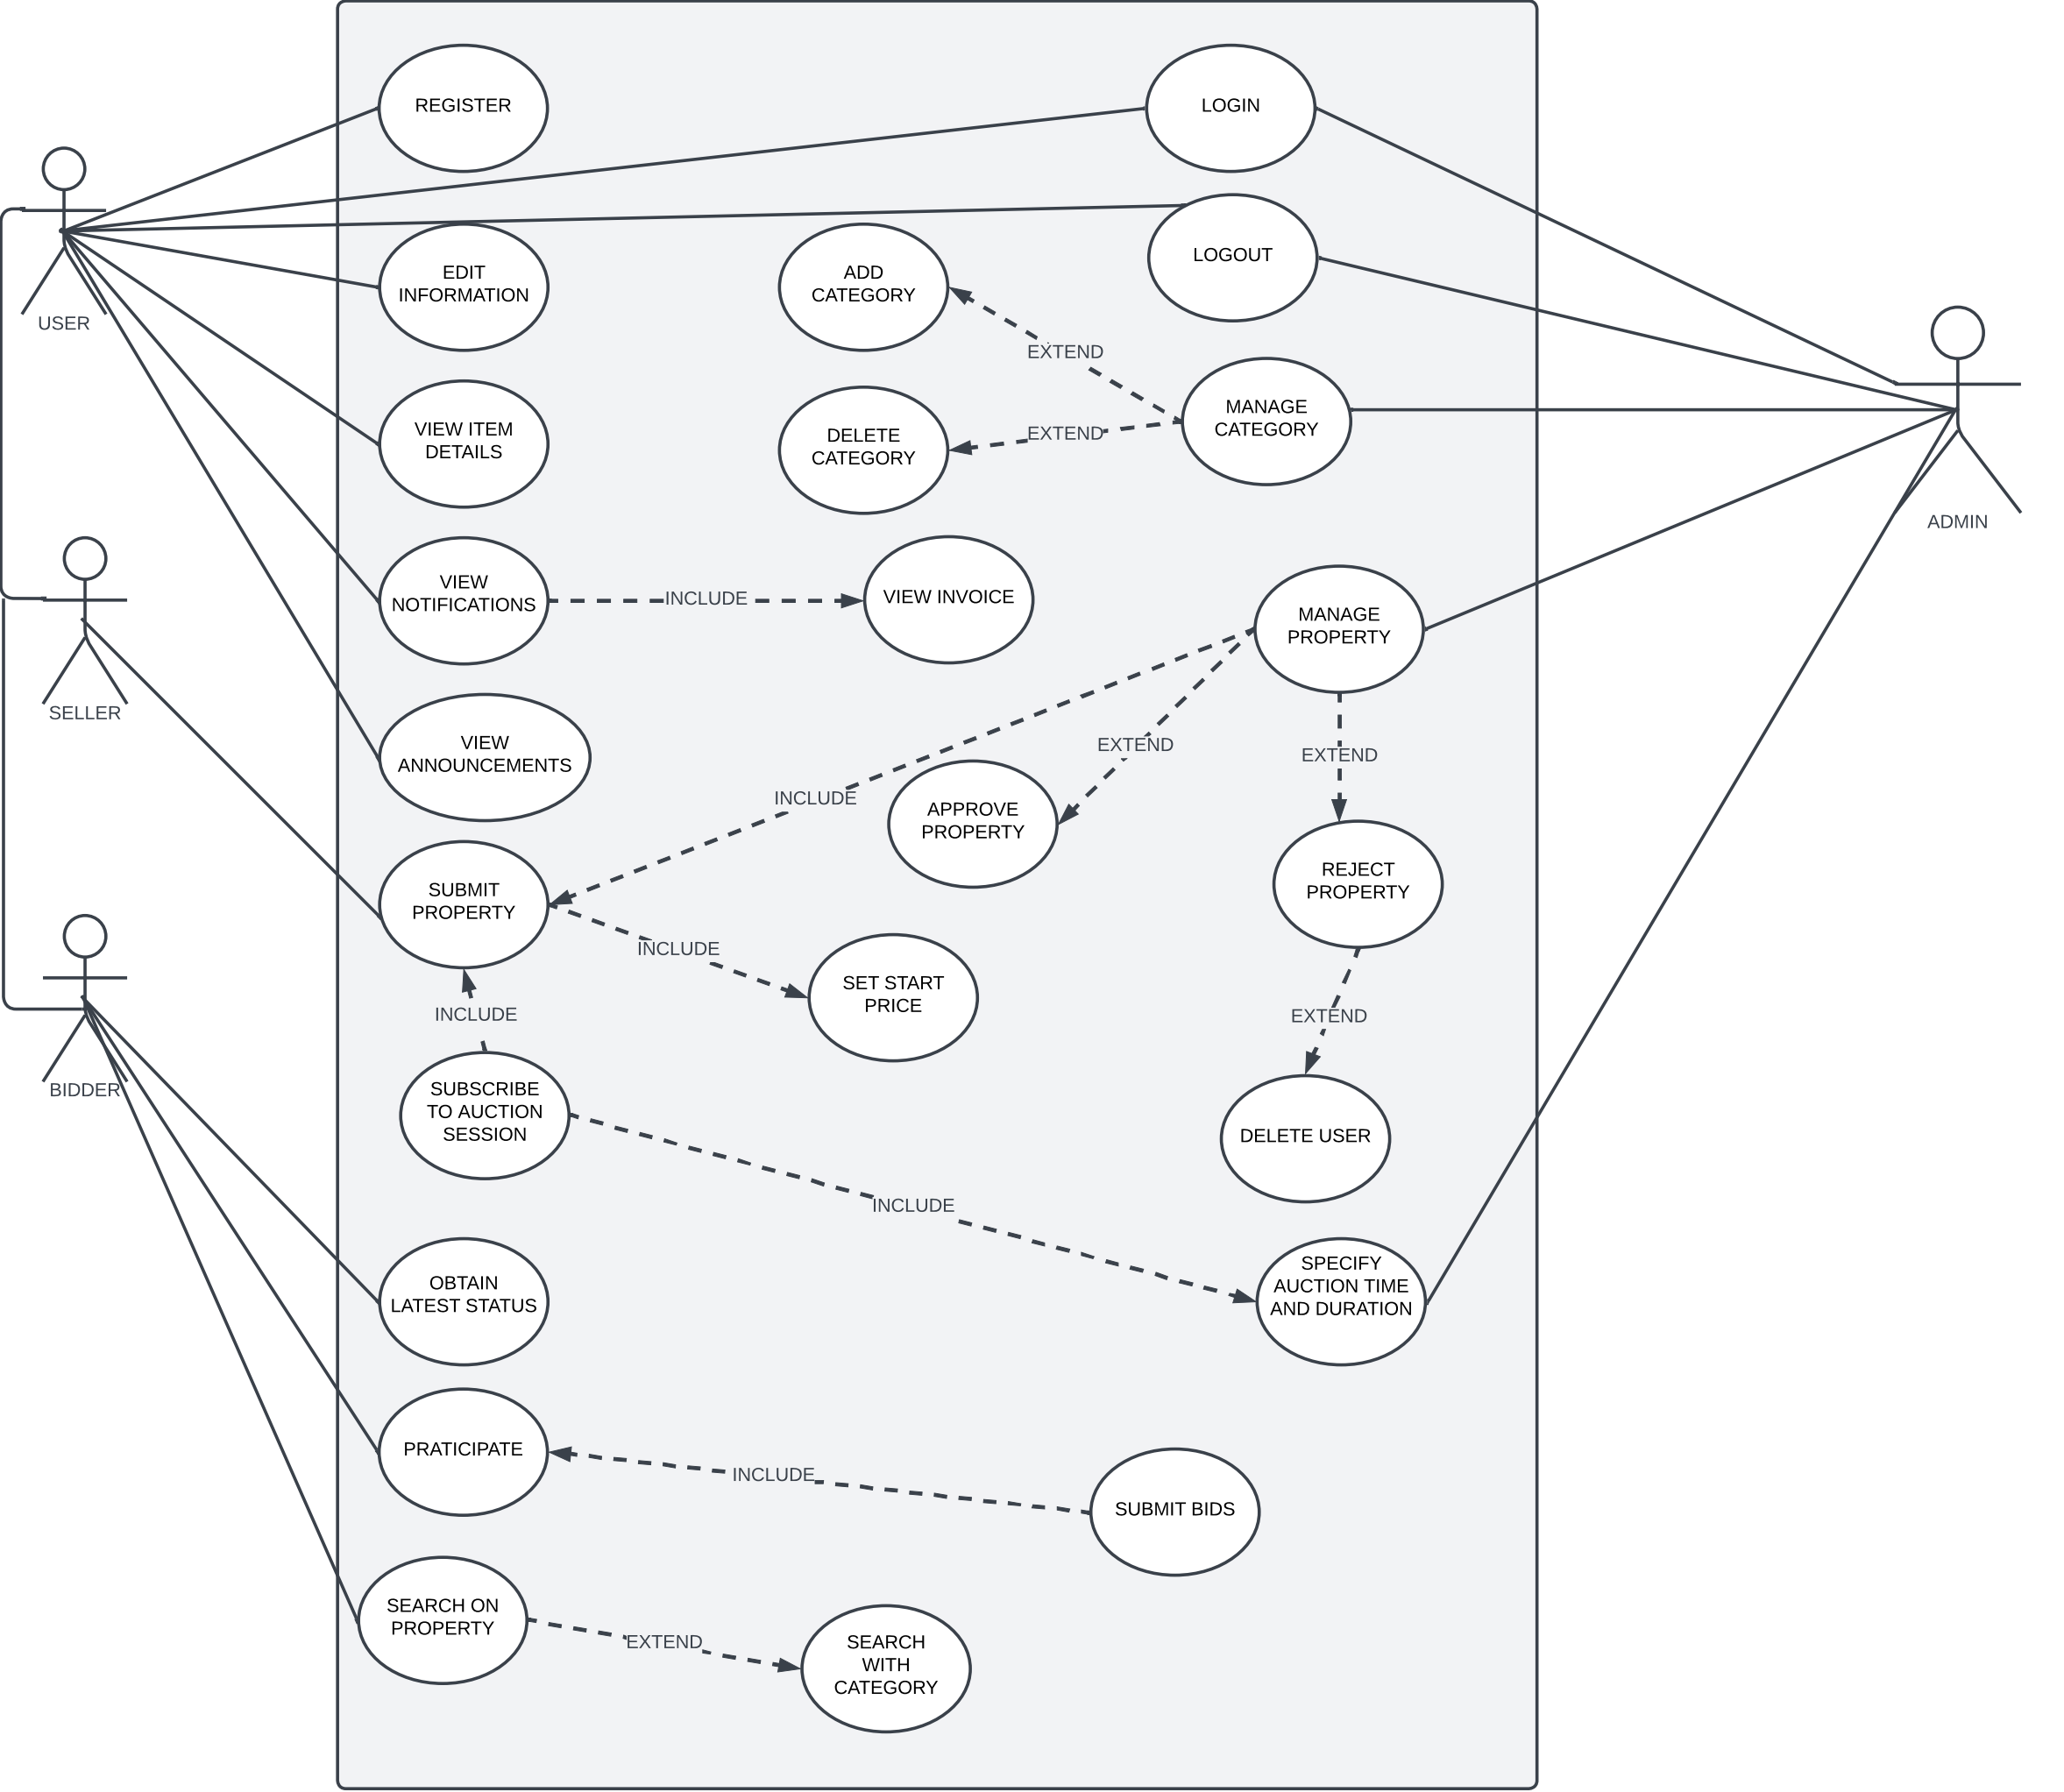 REGISTER
LOGIN
LOGOUT
EDIT
INFORMATION
ADD
CATEGORY
USER
EXTEND
MANAGE
CATEGORY
VIEW ITEM
DETAILS
DELETE
CATEGORY
EXTEND
ADMIN
VIEW
NOTIFICATIONS
INCLUDE
VIEW INVOICE
MANAGE
PROPERTY
SELLER
VIEW
ANNOUNCEMENTS
EXTEND
EXTEND
INCLUDE
APPROVE
PROPERTY
REJECT
PROPERTY
SUBMIT
PROPERTY
INCLUDE
SET START
PRICE
INCLUDE
EXTEND
BIDDER
SUBSCRIBE
TO AUCTION
SESSION
DELETE USER
INCLUDE
OBTAIN
LATEST STATUS
SPECIFY
AUCTION TIME
AND DURATION
PRATICIPATE
INCLUDE
SUBMIT BIDS
SEARCH ON
PROPERTY
EXTEND
SEARCH
WITH
CATEGORY